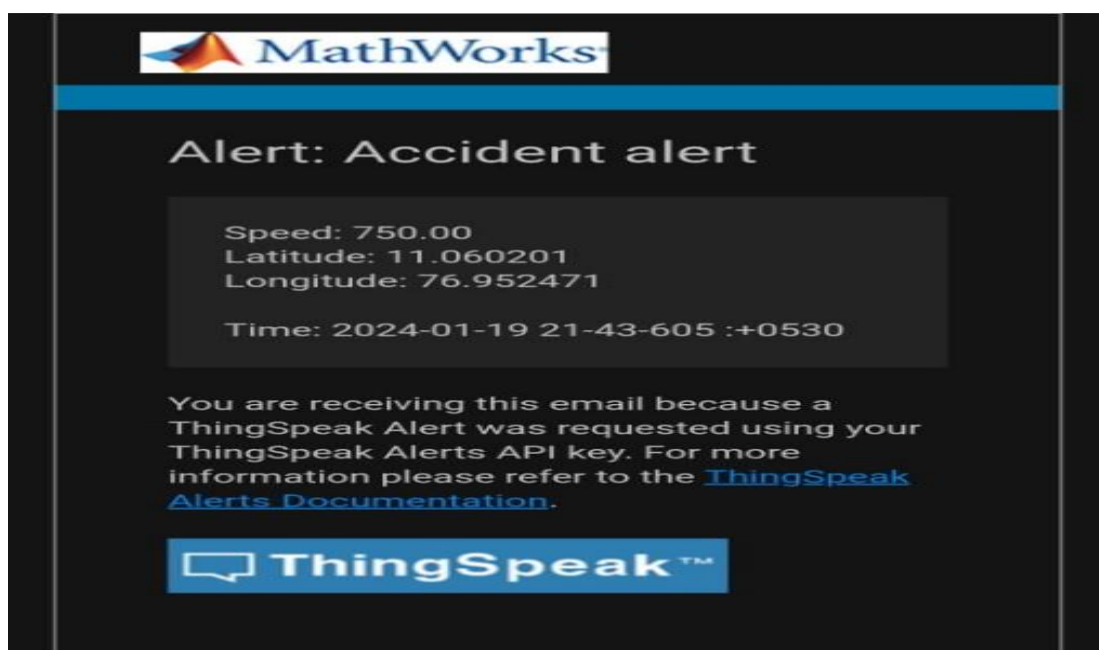 MathWorks
Alert: Accident alert
Speed: 750.00
Latitude: 11.060201
Longitude: 76.952471
Time: 2024-01-19 21-43-605 :+0530
You are receiving this email because a
ThingSpeak Alert was requested using your
ThingSpeak Alerts API key. For more
information please refer to the ThingSpeak
Alerts Documentation.
ThingSpeak™